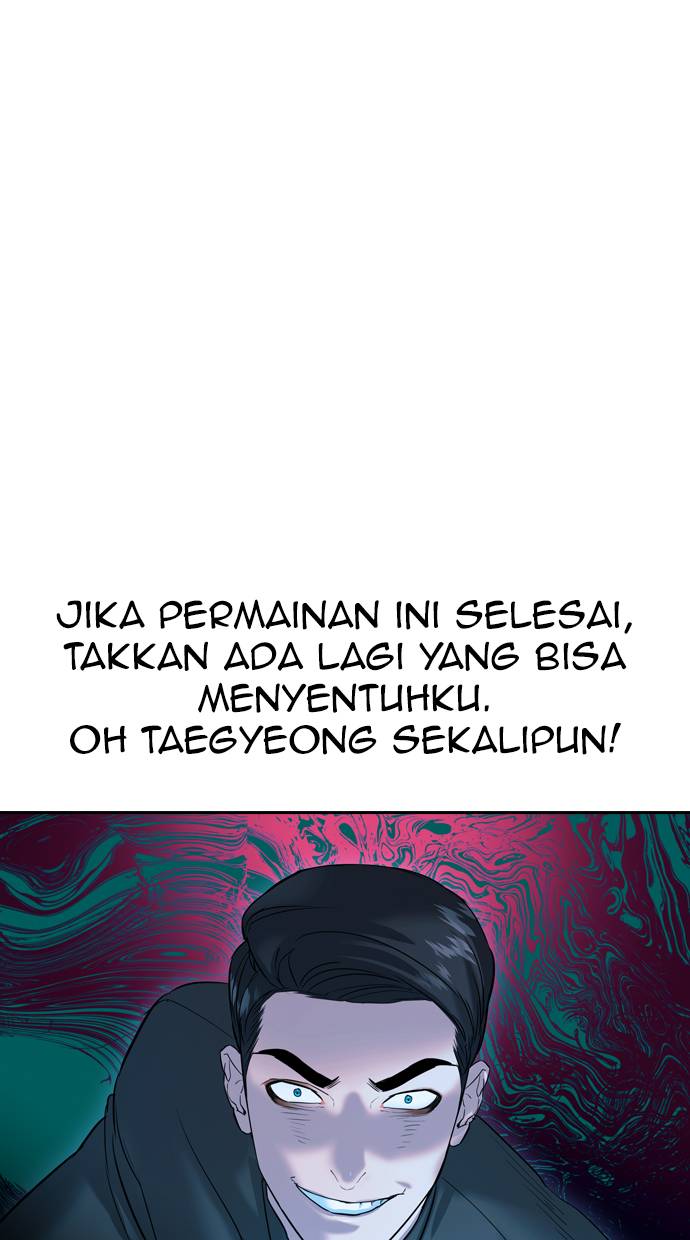 JIKA PERMAINAN INI SELESAI,
TAKKAN ADA LAGI YANG BISA
MENYENTUHKU.
OH TAEGYEONG SEKALIPUN!